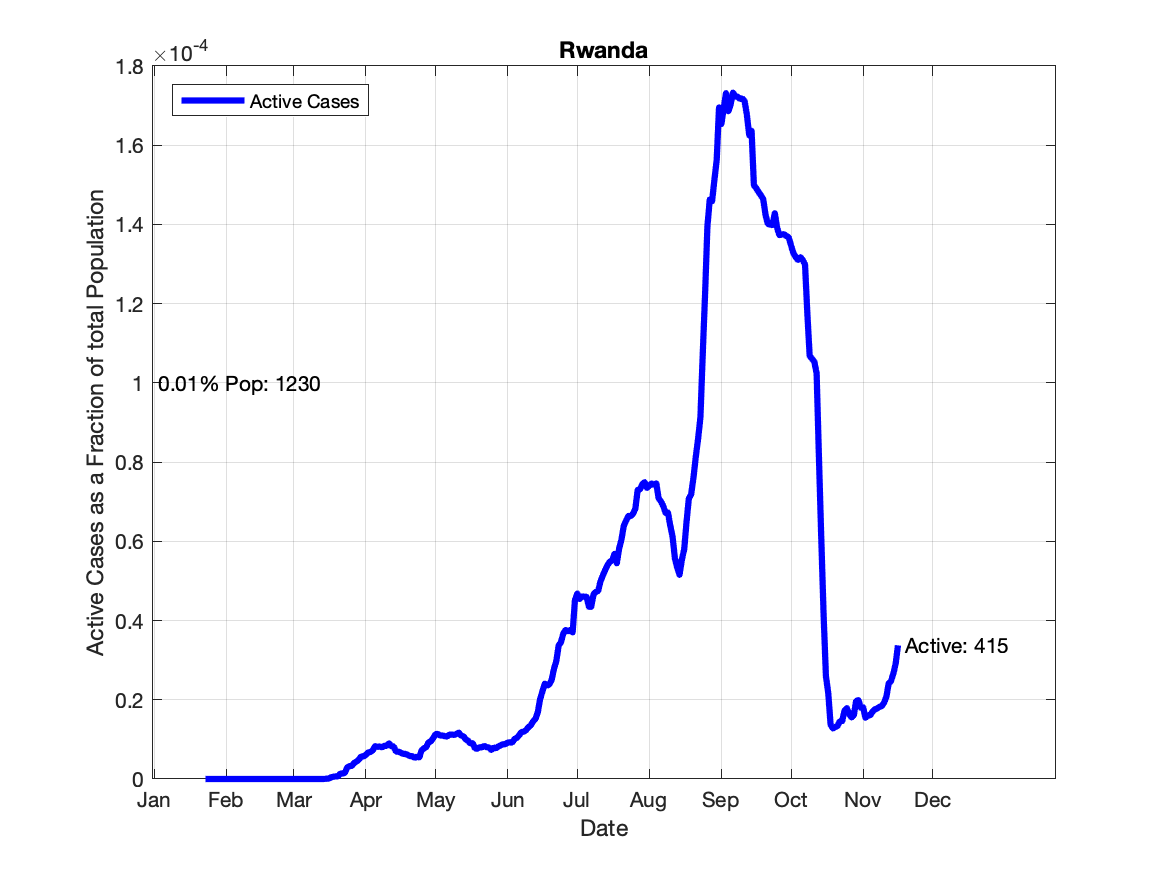 Rwanda
×10-4
Active Cases
1.8
1.6
1.4
1.2
1
0.8
0.6
0.4
0.2
0
0.01% Pop: 1230
Active: 415
Active Cases as a Fraction of total Population
Jan Feb Mar Apr May Jun Jul Aug Sep Oct Nov Dec
Date